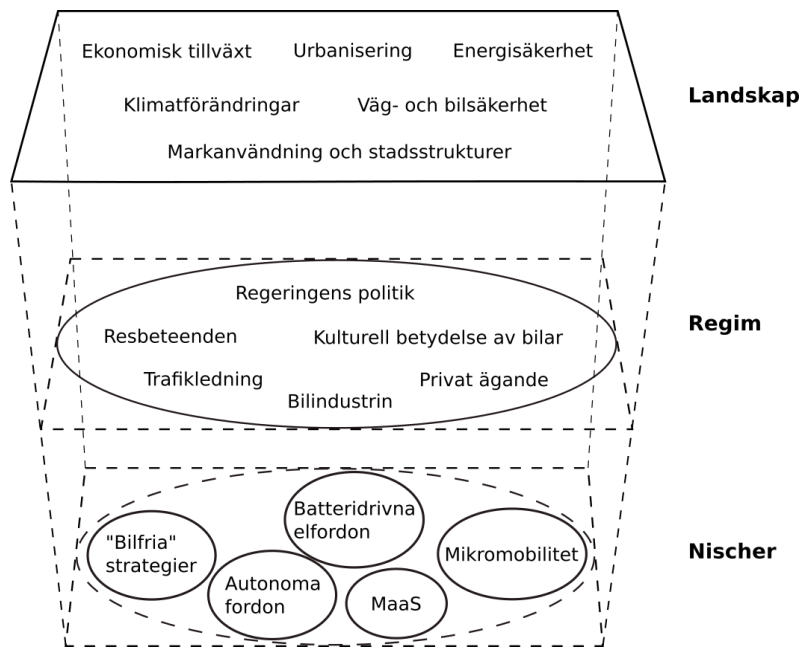 Ekonomisk tillväxt
Urbanisering
Energisäkerhet
Landskap
Klimatförändringar
Väg- och bilsäkerhet
Markanvändning och stadsstrukturer
Regeringens politik
Regim
Resbeteenden
Kulturell betydelse av bilar
Trafikledning
Privat ägande
Bilindustrin
Batteridrivna
elfordon
"Bilfria"
strategier
Mikromobilitet
Nischer
Autonoma
fordon
MaaS